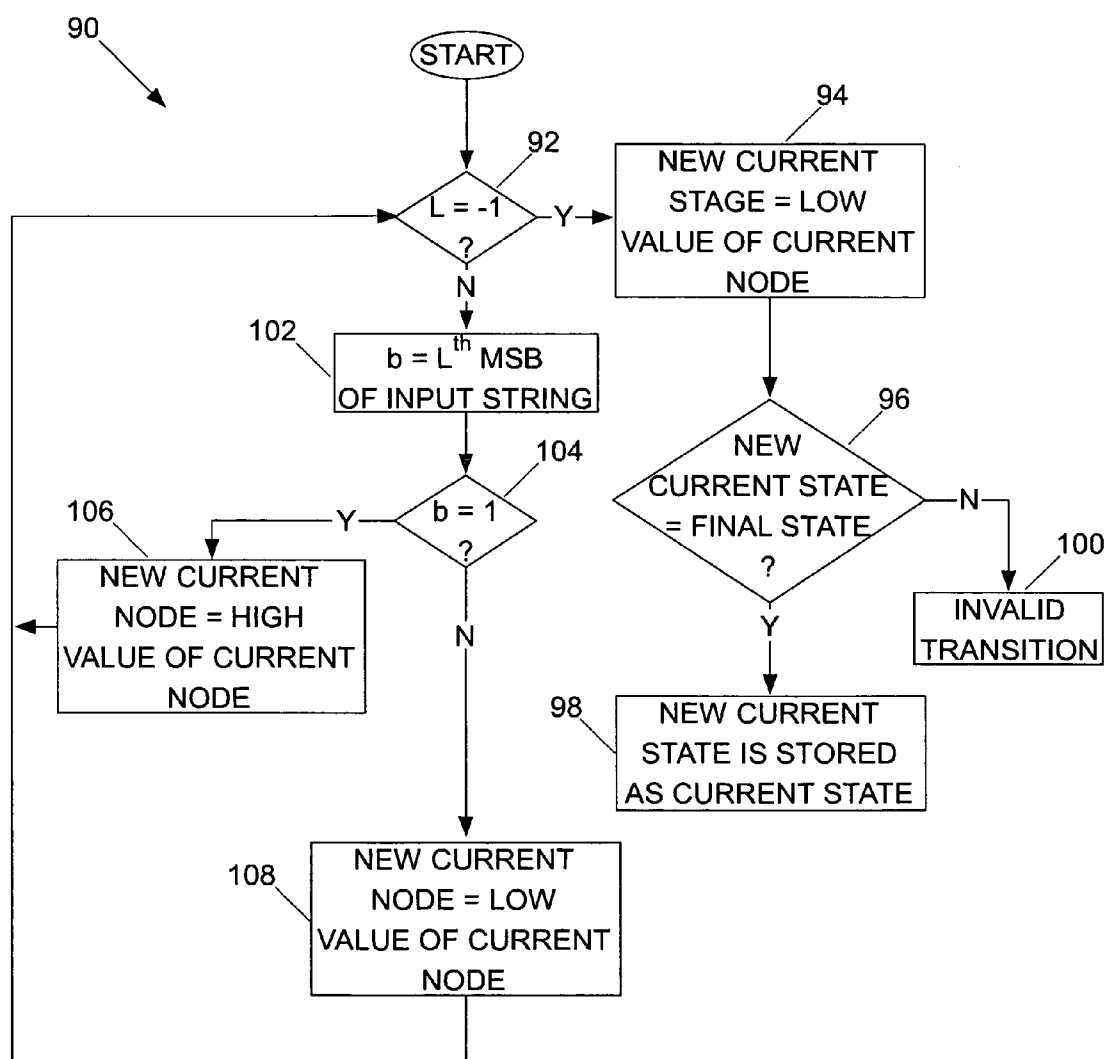 90
START
92
L = -1
?
Y
N
94
NEW CURRENT
STAGE = LOW
VALUE OF CURRENT
NODE
102
b = Lth MSB
OF INPUT STRING
104
b = 1
?
Y
N
96
NEW
CURRENT STATE
= FINAL STATE
?
N
Y
106
NEW CURRENT
NODE = HIGH
VALUE OF CURRENT
NODE
100
INVALID
TRANSITION
98
NEW CURRENT
STATE IS STORED
AS CURRENT STATE
108
NEW CURRENT
NODE = LOW
VALUE OF CURRENT
NODE